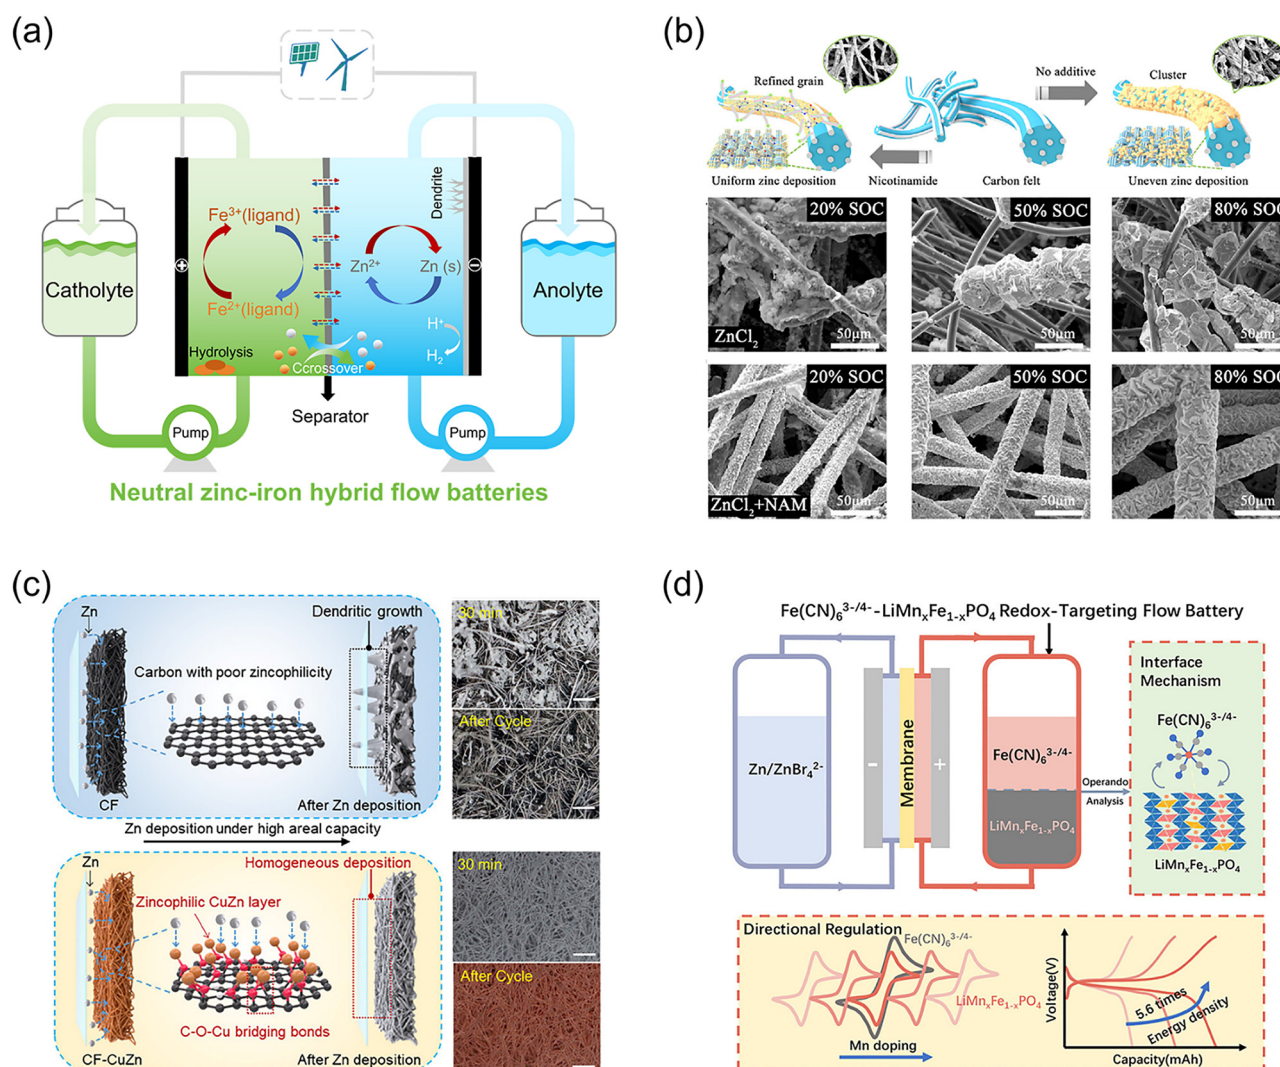 (a)
Catholyte
Fe³⁺(ligand)
Fe²⁺(ligand)
Hydrolysis
Ccrossover
Zn²⁺
Zn (s)
Dendrite
H⁺
H₂
Anolyte
Separator
Pump
Pump
Neutral zinc-iron hybrid flow batteries
(b)
Refined grain
No additive
Cluster
Uniform zinc deposition
Nicotinamide
Carbon felt
Uneven zinc deposition
20% SOC
50% SOC
80% SOC
ZnCl₂
50μm
50μm
50μm
20% SOC
50% SOC
80% SOC
ZnCl₂+NAM
50μm
50μm
50μm
(c)
Zn
Dendritic growth
Carbon with poor zincophilicity
CF
After Zn deposition
30 min
After Cycle
Zn deposition under high areal capacity
Zn
Homogeneous deposition
Zincophilic CuZn layer
C-O-Cu bridging bonds
CF-CuZn
After Zn deposition
30 min
After Cycle
(d)
Fe(CN)₆³⁻/⁴⁻-LiMnₓFe₁₋ₓPO₄ Redox-Targeting Flow Battery
Zn/ZnBr₄²⁻
-
Membrane
+
Fe(CN)₆³⁻/⁴⁻
LiMnₓFe₁₋ₓPO₄
Operando
Analysis
Interface
Mechanism
Fe(CN)₆³⁻/⁴⁻
LiMnₓFe₁₋ₓPO₄
Directional Regulation
Fe(CN)₆³⁻/⁴⁻
LiMnₓFe₁₋ₓPO₄
Mn doping
Voltage(V)
5.6 times
Energy density
Capacity(mAh)